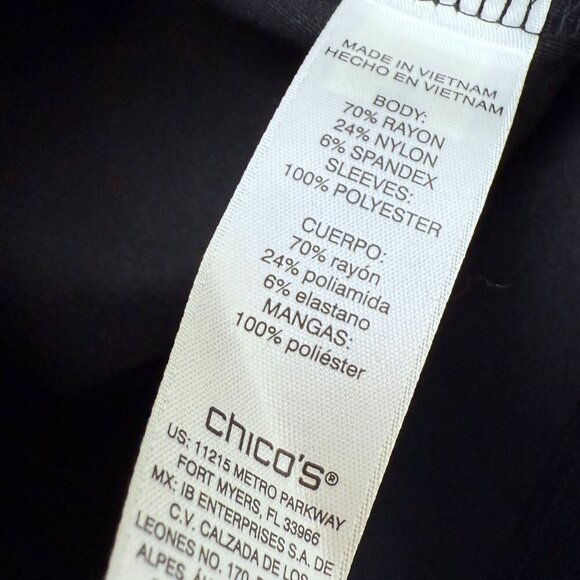 MADE IN VIETNAM
HECHO EN VIETNAM
BODY:
70% RAYON
24% NYLON
6% SPANDEX
SLEEVES:
100% POLYESTER
CUERPO:
70% rayón
24% poliamida
6% elastano
MANGAS:
100% poliéster
chico's®
US: 11215 METRO PARKWAY
FORT MYERS, FL 33966
MX: IB ENTERPRISES S.A. DE
C.V. CALZADA DE LOS
LEONES NO. 170
ALPES,